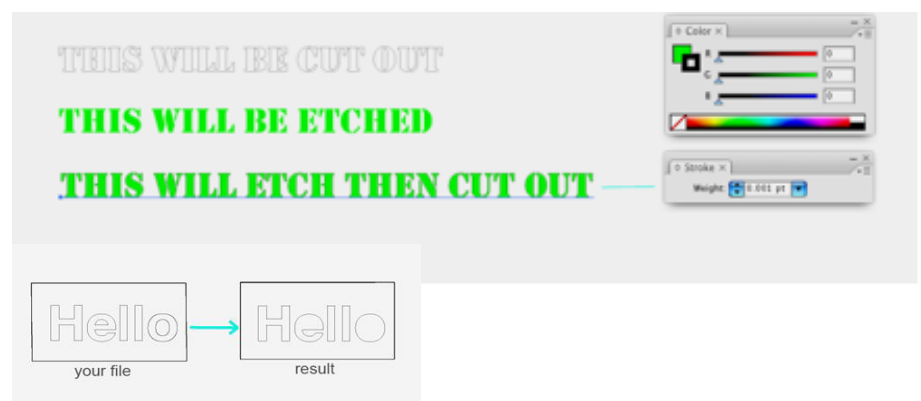 THIS WILL BE CUT OUT
THIS WILL BE ETCHED
THIS WILL ETCH THEN CUT OUT
Color ×
R 0
G 0
B 0
Stroke ×
Weight: 0.001 pt
Hello
your file
Hello
result